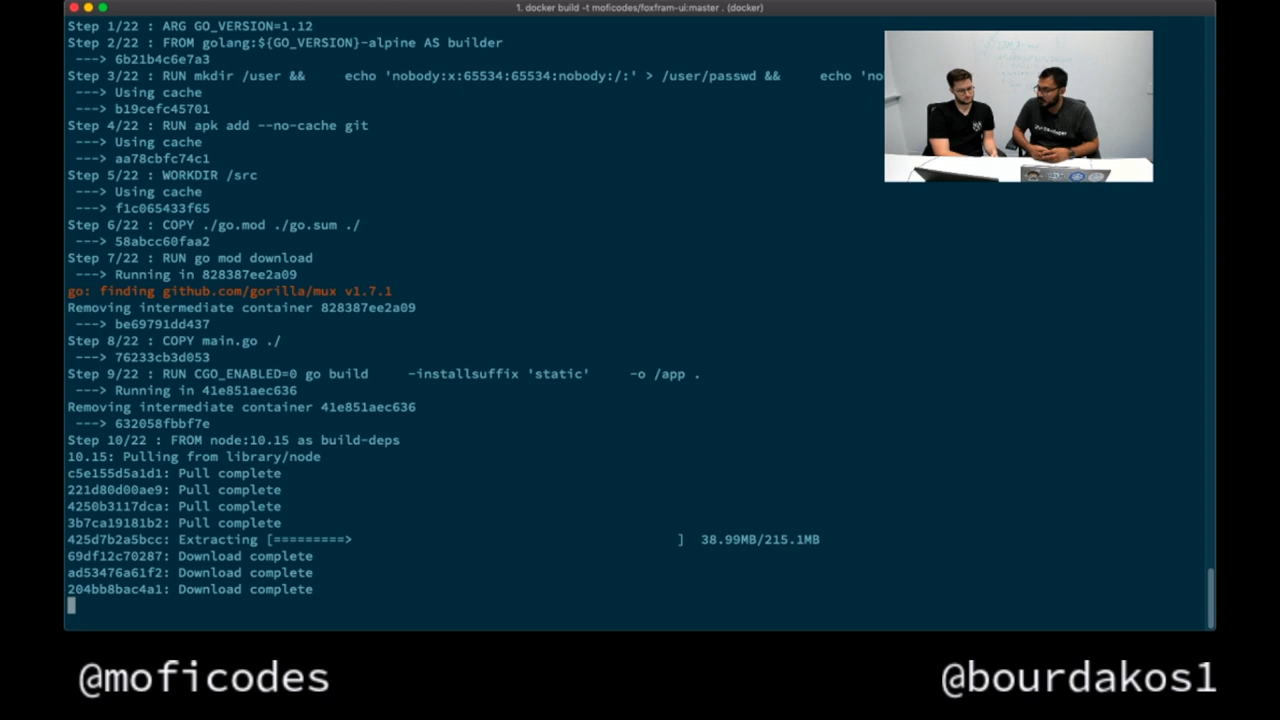 1. docker build -t moficodes/foxfram-ui:master . (docker)
Step 1/22 : ARG GO_VERSION=1.12
Step 2/22 : FROM golang:${GO_VERSION}-alpine AS builder
---> 6b21b4c6e7a3
Step 3/22 : RUN mkdir /user && echo 'nobody:x:65534:65534:nobody:/:' > /user/passwd && echo 'no
---> Using cache
---> b19cefc45701
Step 4/22 : RUN apk add --no-cache git
---> Using cache
---> aa78cbfc74c1
Step 5/22 : WORKDIR /src
---> Using cache
---> f1c065433f65
Step 6/22 : COPY ./go.mod ./go.sum ./
---> 58abcc60faa2
Step 7/22 : RUN go mod download
---> Running in 828387ee2a09
go: finding github.com/gorilla/mux v1.7.1
Removing intermediate container 828387ee2a09
---> be69791dd437
Step 8/22 : COPY main.go ./
---> 76233cb3d053
Step 9/22 : RUN CGO_ENABLED=0 go build -installsuffix 'static' -o /app .
---> Running in 41e851aec636
Removing intermediate container 41e851aec636
---> 632058fbbf7e
Step 10/22 : FROM node:10.15 as build-deps
10.15: Pulling from library/node
c5e155d5a1d1: Pull complete
221d80d00ae9: Pull complete
4250b3117dca: Pull complete
3b7ca19181b2: Pull complete
425d7b2a5bcc: Extracting [=========> ] 38.99MB/215.1MB
69df12c70287: Download complete
ad53476a61f2: Download complete
204bb8bac4a1: Download complete
@moficodes
@bourdakos1